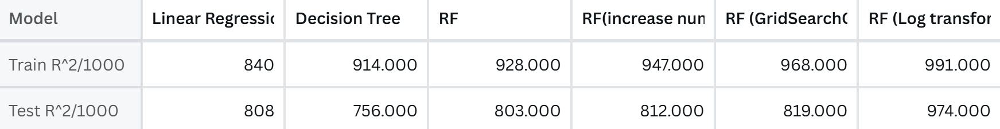 Model Linear Regressic Decision Tree RF RF(increase nun RF (GridSearchC RF (Log transfor
Train R^2/1000 840 914.000 928.000 947.000 968.000 991.000
Test R^2/1000 808 756.000 803.000 812.000 819.000 974.000